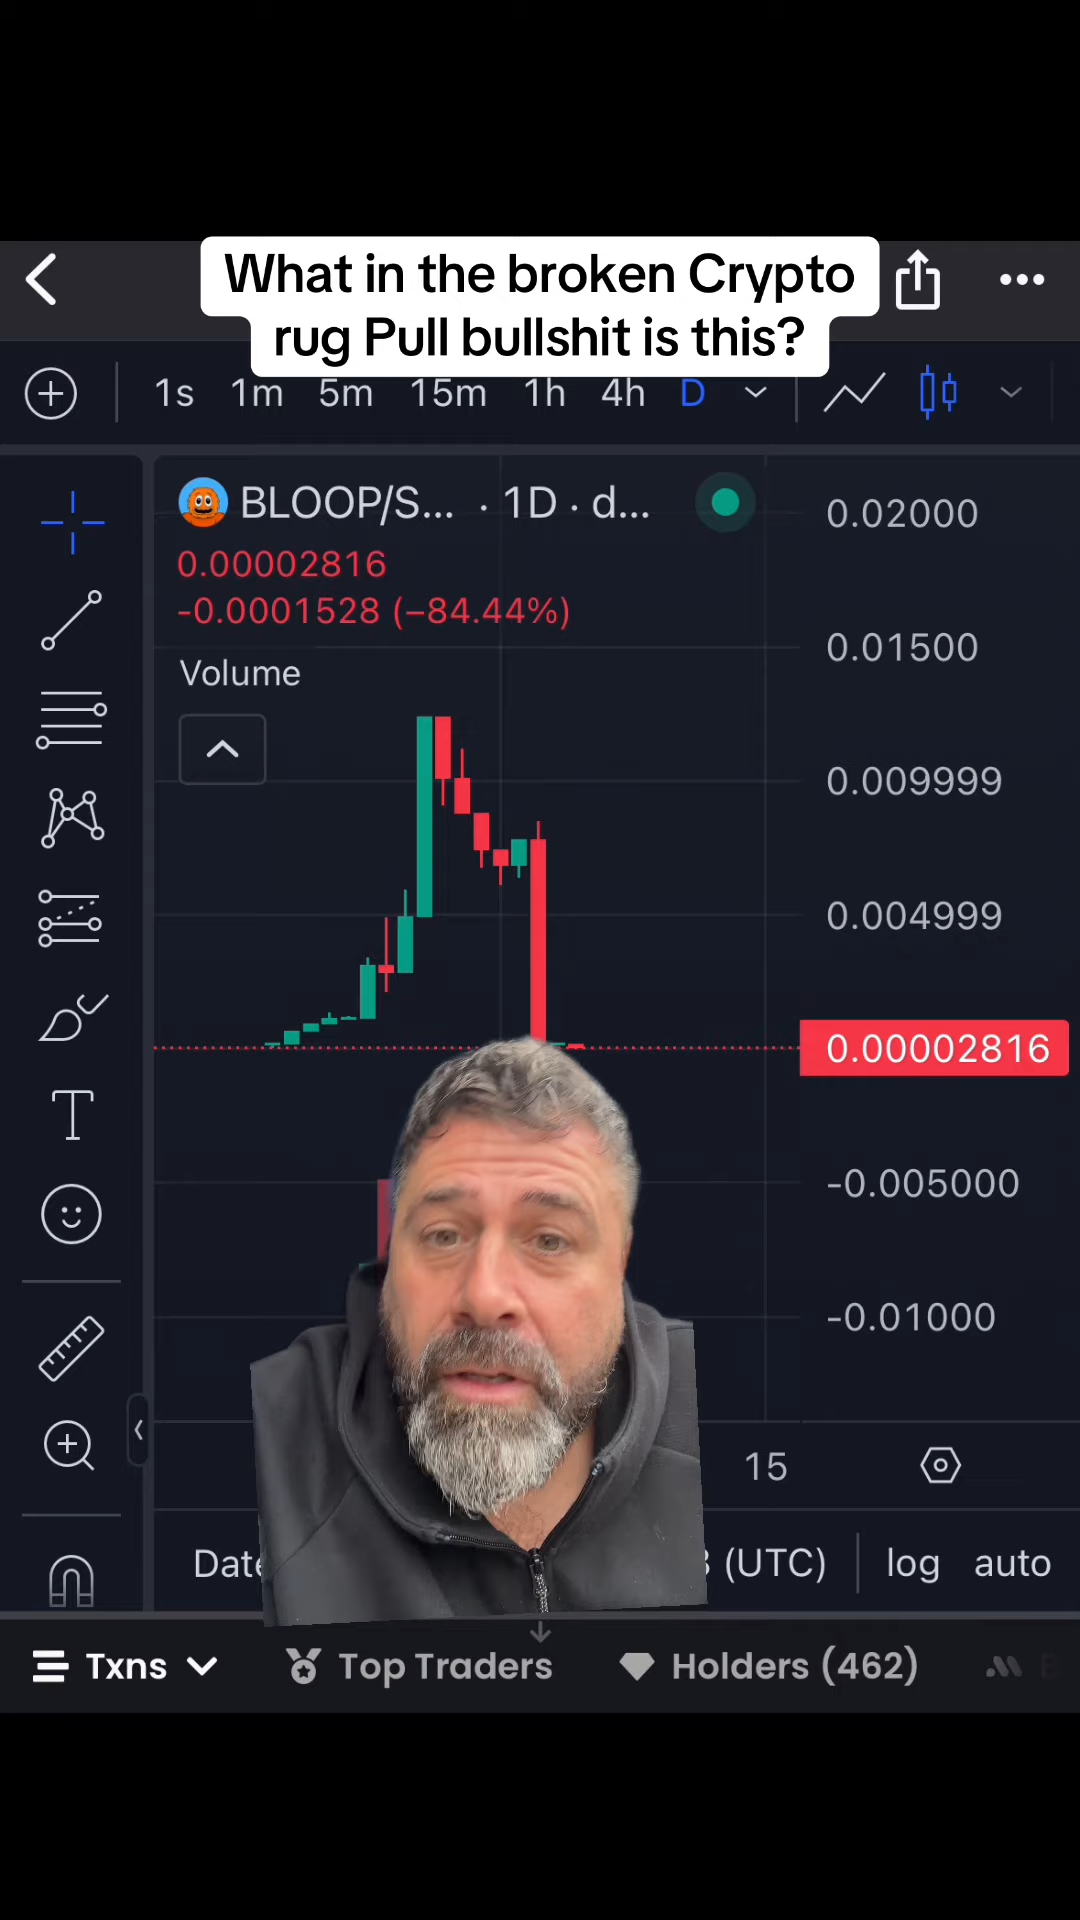 What in the broken Crypto
rug Pull bullshit is this?
1s 1m 5m 15m 1h 4h D
BLOOP/S... · 1D · d...
0.00002816
-0.0001528 (−84.44%)
Volume
0.02000
0.01500
0.009999
0.004999
0.00002816
-0.005000
-0.01000
15
(UTC) log auto
Txns Top Traders Holders (462)